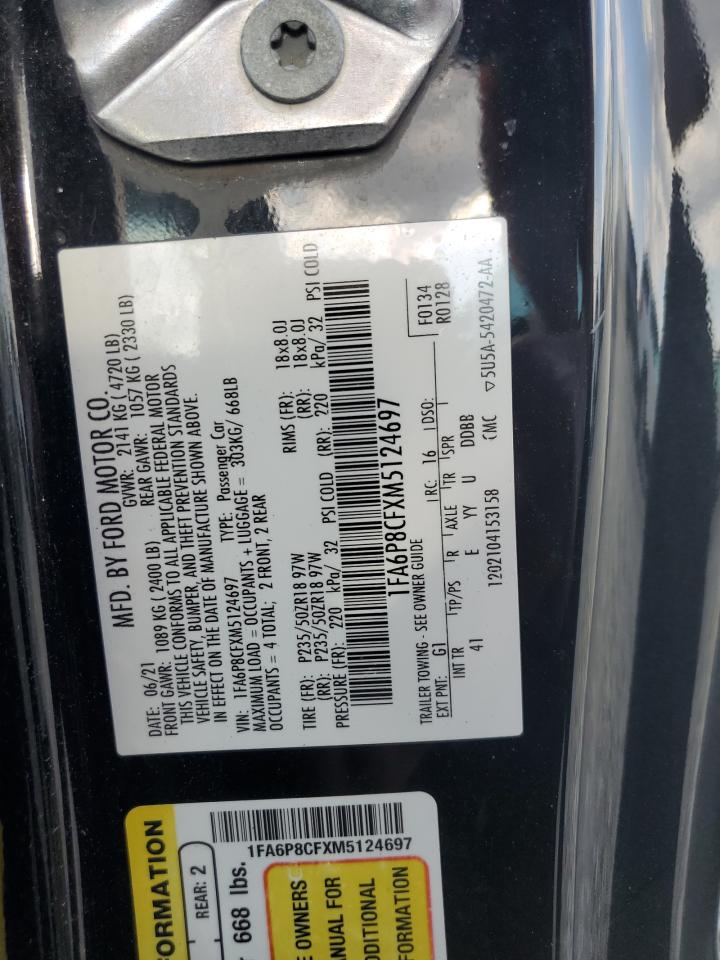 MFD. BY FORD MOTOR CO.
DATE: 06/21 GVWR: 2141 KG ( 4720 LB)
FRONT GAWR: 1089 KG ( 2400 LB) REAR GAWR: 1057 KG ( 2330 LB)
THIS VEHICLE CONFORMS TO ALL APPLICABLE FEDERAL MOTOR
VEHICLE SAFETY, BUMPER, AND THEFT PREVENTION STANDARDS
IN EFFECT ON THE DATE OF MANUFACTURE SHOWN ABOVE.
VIN: 1FA6P8CFXM5124697 TYPE: Passenger Car
MAXIMUM LOAD = OCCUPANTS + LUGGAGE = 303KG/ 668LB
OCCUPANTS = 4 TOTAL; 2 FRONT, 2 REAR
TIRE (FR): P235/50ZR18 97W RIMS (FR): 18x8.0J
(RR): P235/50ZR18 97W (RR): 18x8.0J
PRESSURE (FR): 220 kPa/ 32 PSI COLD (RR): 220 kPa/ 32 PSI COLD
1FA6P8CFXM5124697
TRAILER TOWING - SEE OWNER GUIDE F0134
R0128
EXT PNT: G1 RC: 16 DSO:
INT TR TP/PS R AXLE TR SPR
41 E YY U DDBB
1202104153158 CMC ▽5U5A-5420472-AA
FORMATION
REAR: 2
668 lbs.
1FA6P8CFXM5124697
E OWNERS
ANUAL FOR
DDITIONAL
FORMATION